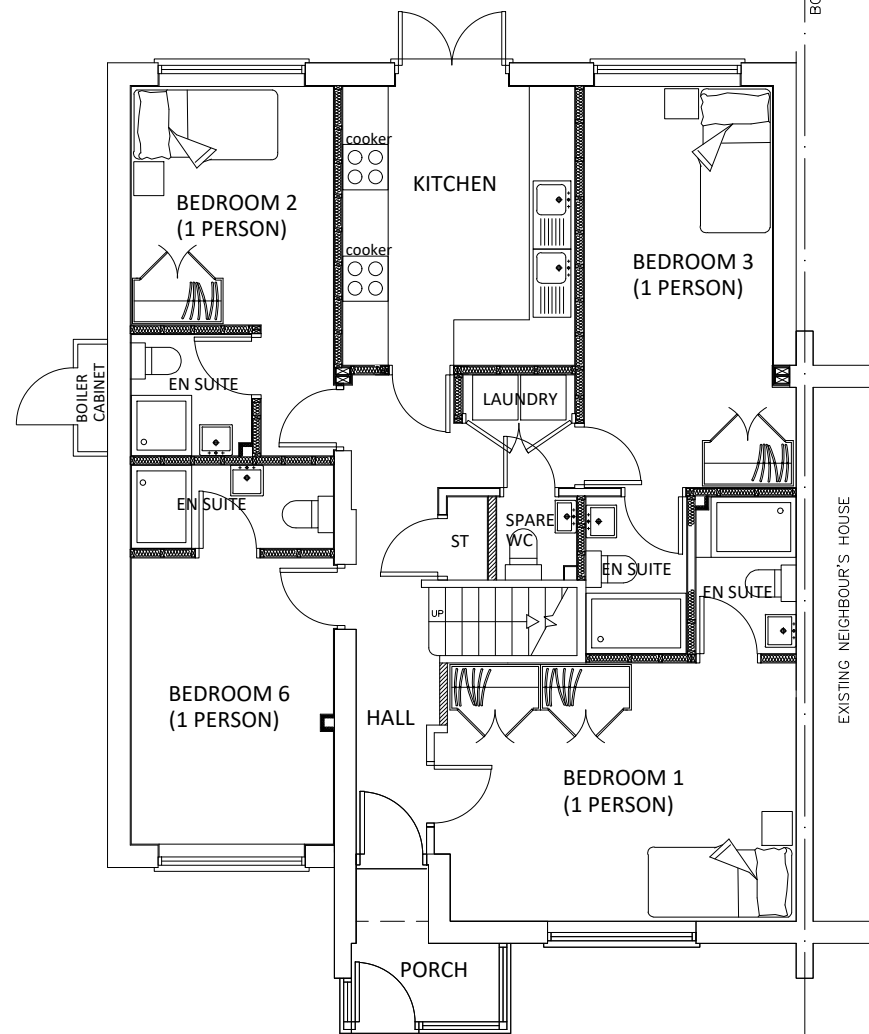 BO
cooker
KITCHEN
BEDROOM 2
(1 PERSON)
cooker
BEDROOM 3
(1 PERSON)
BOILER
CABINET
EN SUITE
LAUNDRY
EN SUITE
SPARE
WC
ST
EN SUITE
EN SUITE
EXISTING NEIGHBOUR'S HOUSE
UP
BEDROOM 6
(1 PERSON)
HALL
BEDROOM 1
(1 PERSON)
PORCH